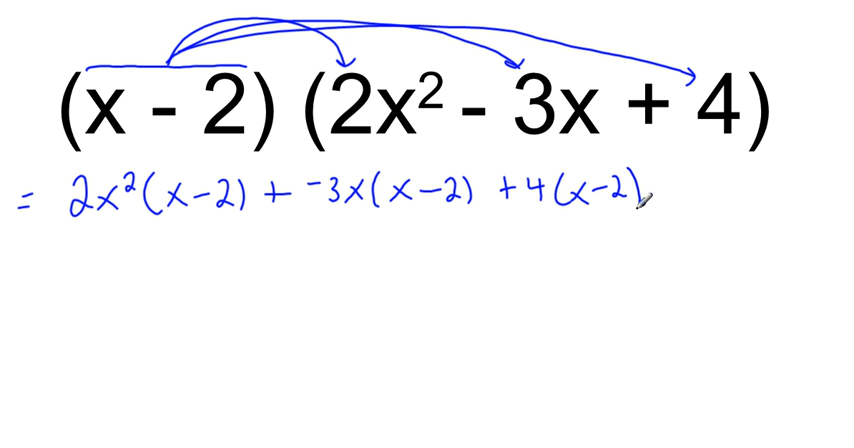 (x - 2) (2x² - 3x + 4)
= 2x²(x-2) + -3x(x-2) +4(x-2)